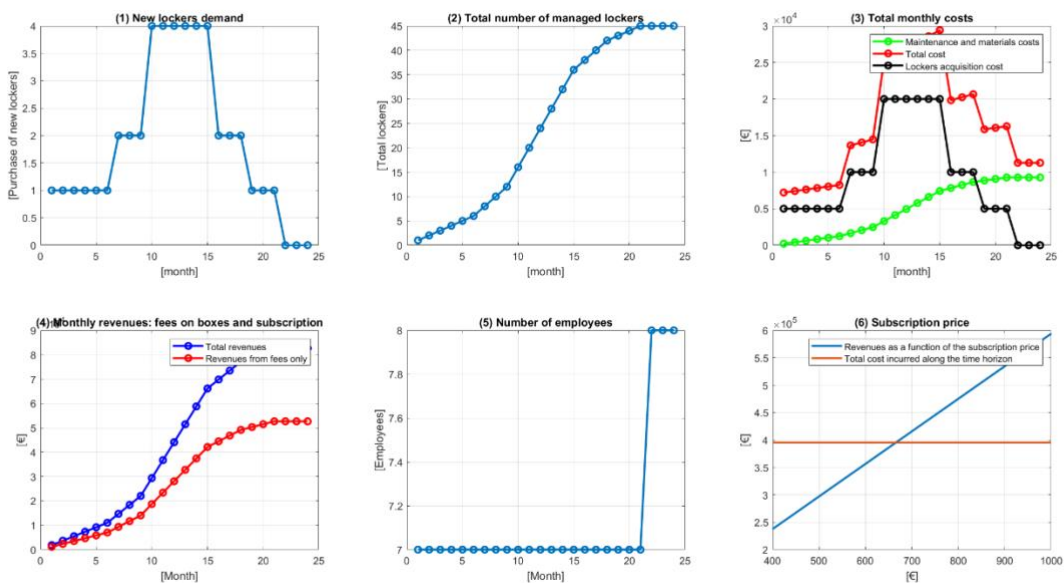 (1) New lockers demand
4
3.5
3
2.5
2
1.5
1
0.5
0
0 5 10 15 20 25
[month]
[Purchase of new lockers]
(2) Total number of managed lockers
45
40
35
30
25
20
15
10
5
0
0 5 10 15 20 25
[month]
[Total lockers]
(3) Total monthly costs
× 10^4
Maintenance and materials costs
Total cost
Lockers acquisition cost
3
2.5
2
1.5
1
0.5
0
0 5 10 15 20 25
[month]
[€]
(4) Monthly revenues: fees on boxes and subscription
Total revenues
Revenues from fees only
9
8
7
6
5
4
3
2
1
0
0 5 10 15 20 25
[Month]
[€]
(5) Number of employees
8
7.8
7.6
7.4
7.2
7
0 5 10 15 20 25
[Month]
[Employees]
(6) Subscription price
× 10^5
Revenues as a function of the subscription price
Total cost incurred along the time horizon
6
5.5
5
4.5
4
3.5
3
2.5
2
400 500 600 700 800 900 1000
[€]
[€]